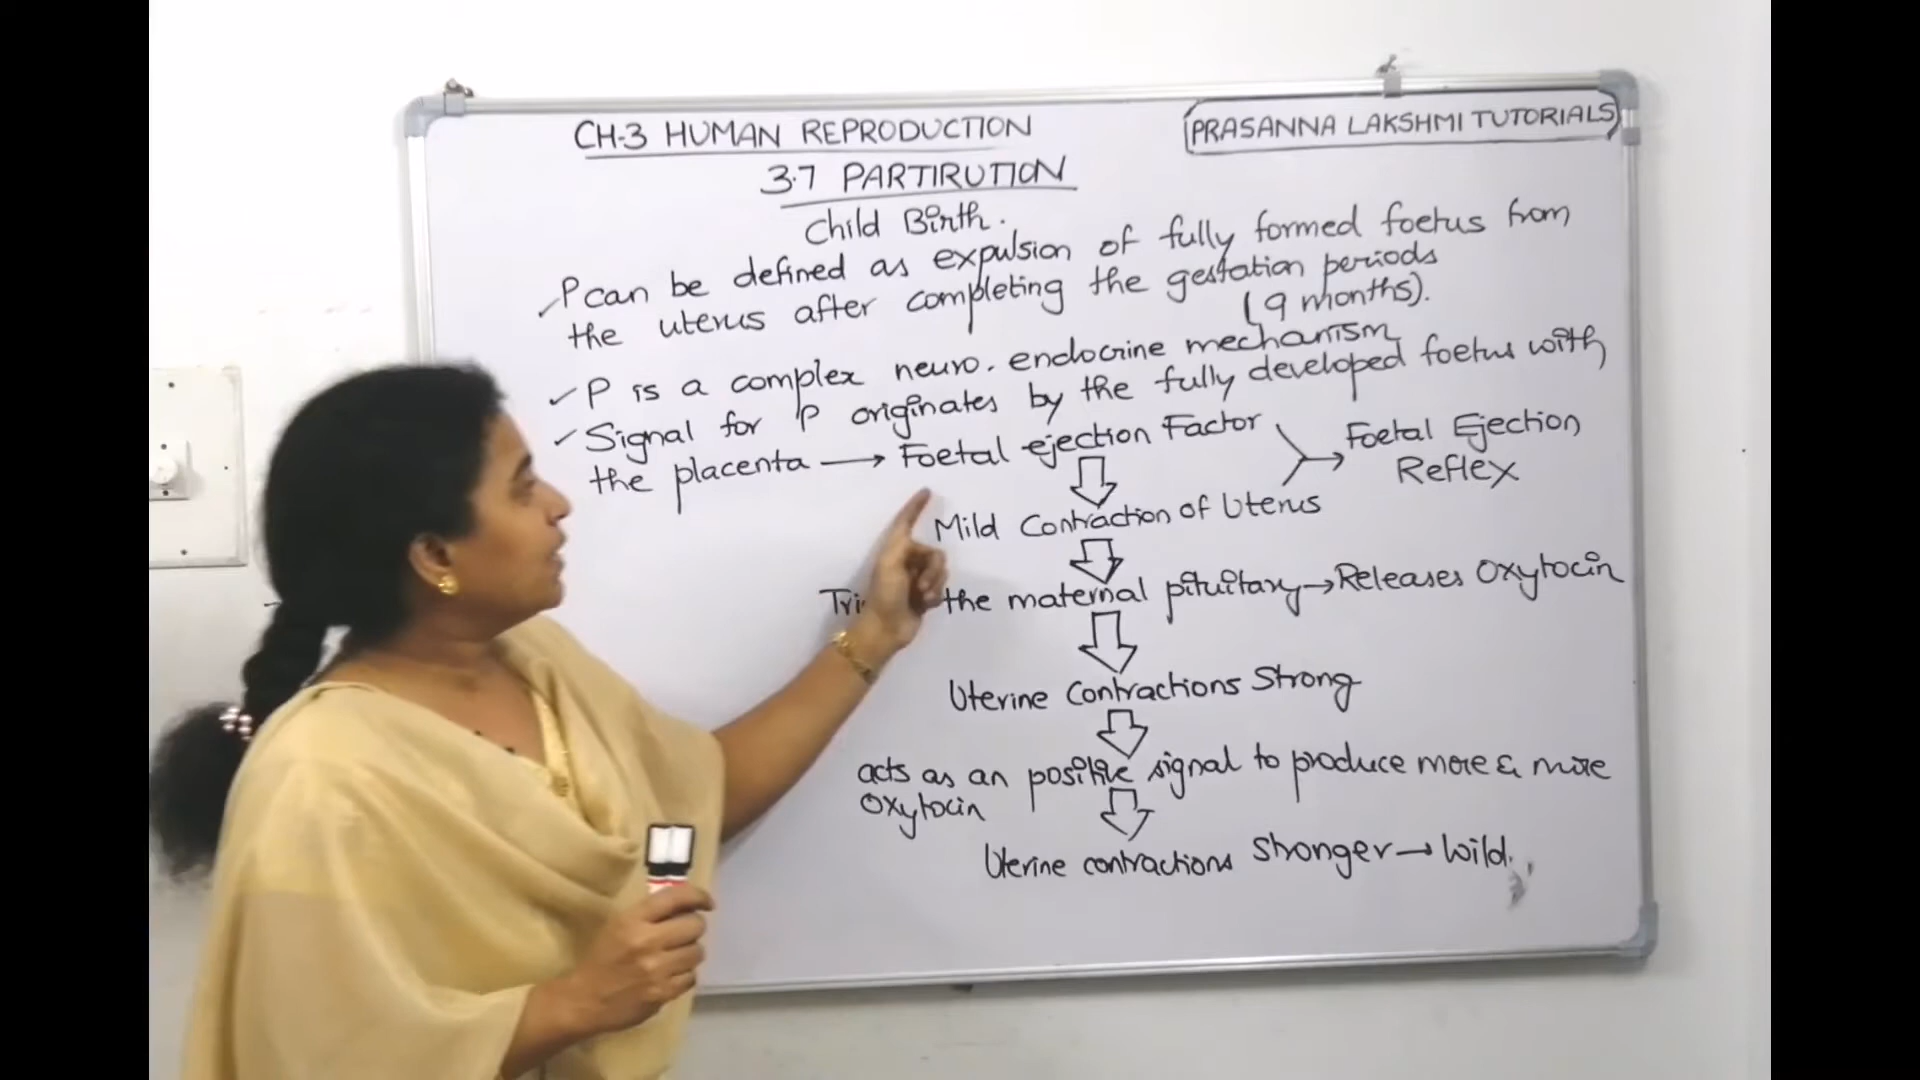 CH-3 HUMAN REPRODUCTION
PRASANNA LAKSHMI TUTORIALS
3.7 PARTIRUTION
Child Birth.
P can be defined as expulsion of fully formed foetus from
the uterus after completing the gestation periods
(9 months).
P is a complex neuro-endocrine mechanism
Signal for P originates by the fully developed foetus with
the placenta → Foetal ejection Factor
Foetal Ejection
Reflex
Mild Contraction of Uterus
the maternal pituitary → Releases Oxytocin
Uterine Contractions Strong
acts as an positive signal to produce more & more
Oxytocin
Uterine contractions Stronger → Wild.